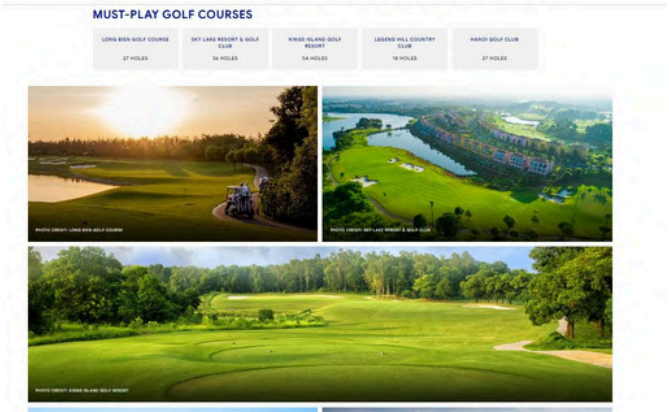 MUST-PLAY GOLF COURSES
LONG BIEN GOLF COURSE
27 HOLES
SKY LAKE RESORT & GOLF
CLUB
36 HOLES
KINGS ISLAND GOLF
RESORT
54 HOLES
LEGEND HILL COUNTRY
CLUB
18 HOLES
HANOI GOLF CLUB
27 HOLES
PHOTO CREDIT: LONG BIEN GOLF COURSE
PHOTO CREDIT: SKY LAKE RESORT & GOLF CLUB
PHOTO CREDIT: KINGS ISLAND GOLF RESORT